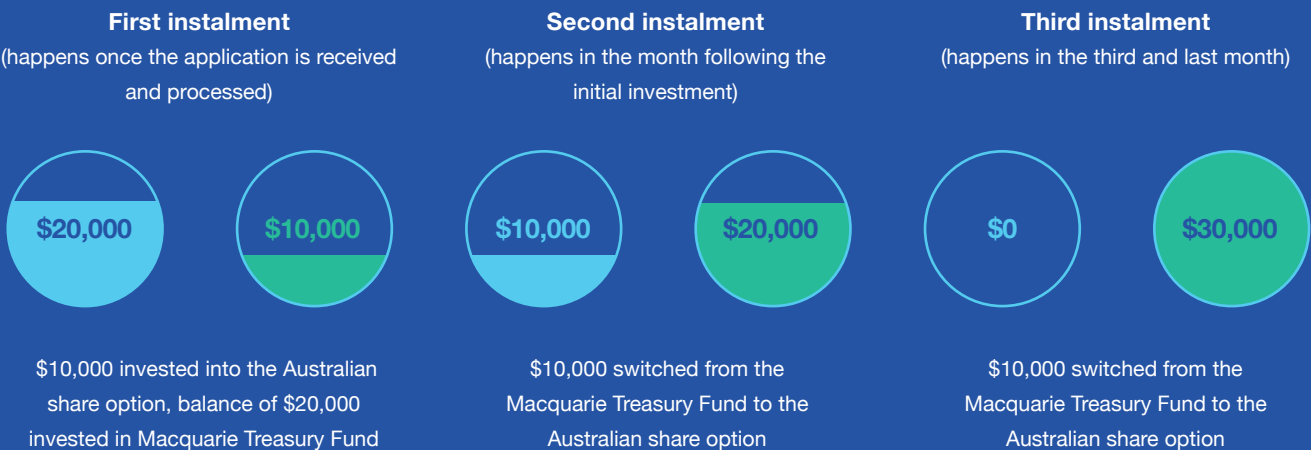 First instalment
(happens once the application is received
and processed)
Second instalment
(happens in the month following the
initial investment)
Third instalment
(happens in the third and last month)
$20,000
$10,000
$10,000
$20,000
$0
$30,000
$10,000 invested into the Australian
share option, balance of $20,000
invested in Macquarie Treasury Fund
$10,000 switched from the
Macquarie Treasury Fund to the
Australian share option
$10,000 switched from the
Macquarie Treasury Fund to the
Australian share option